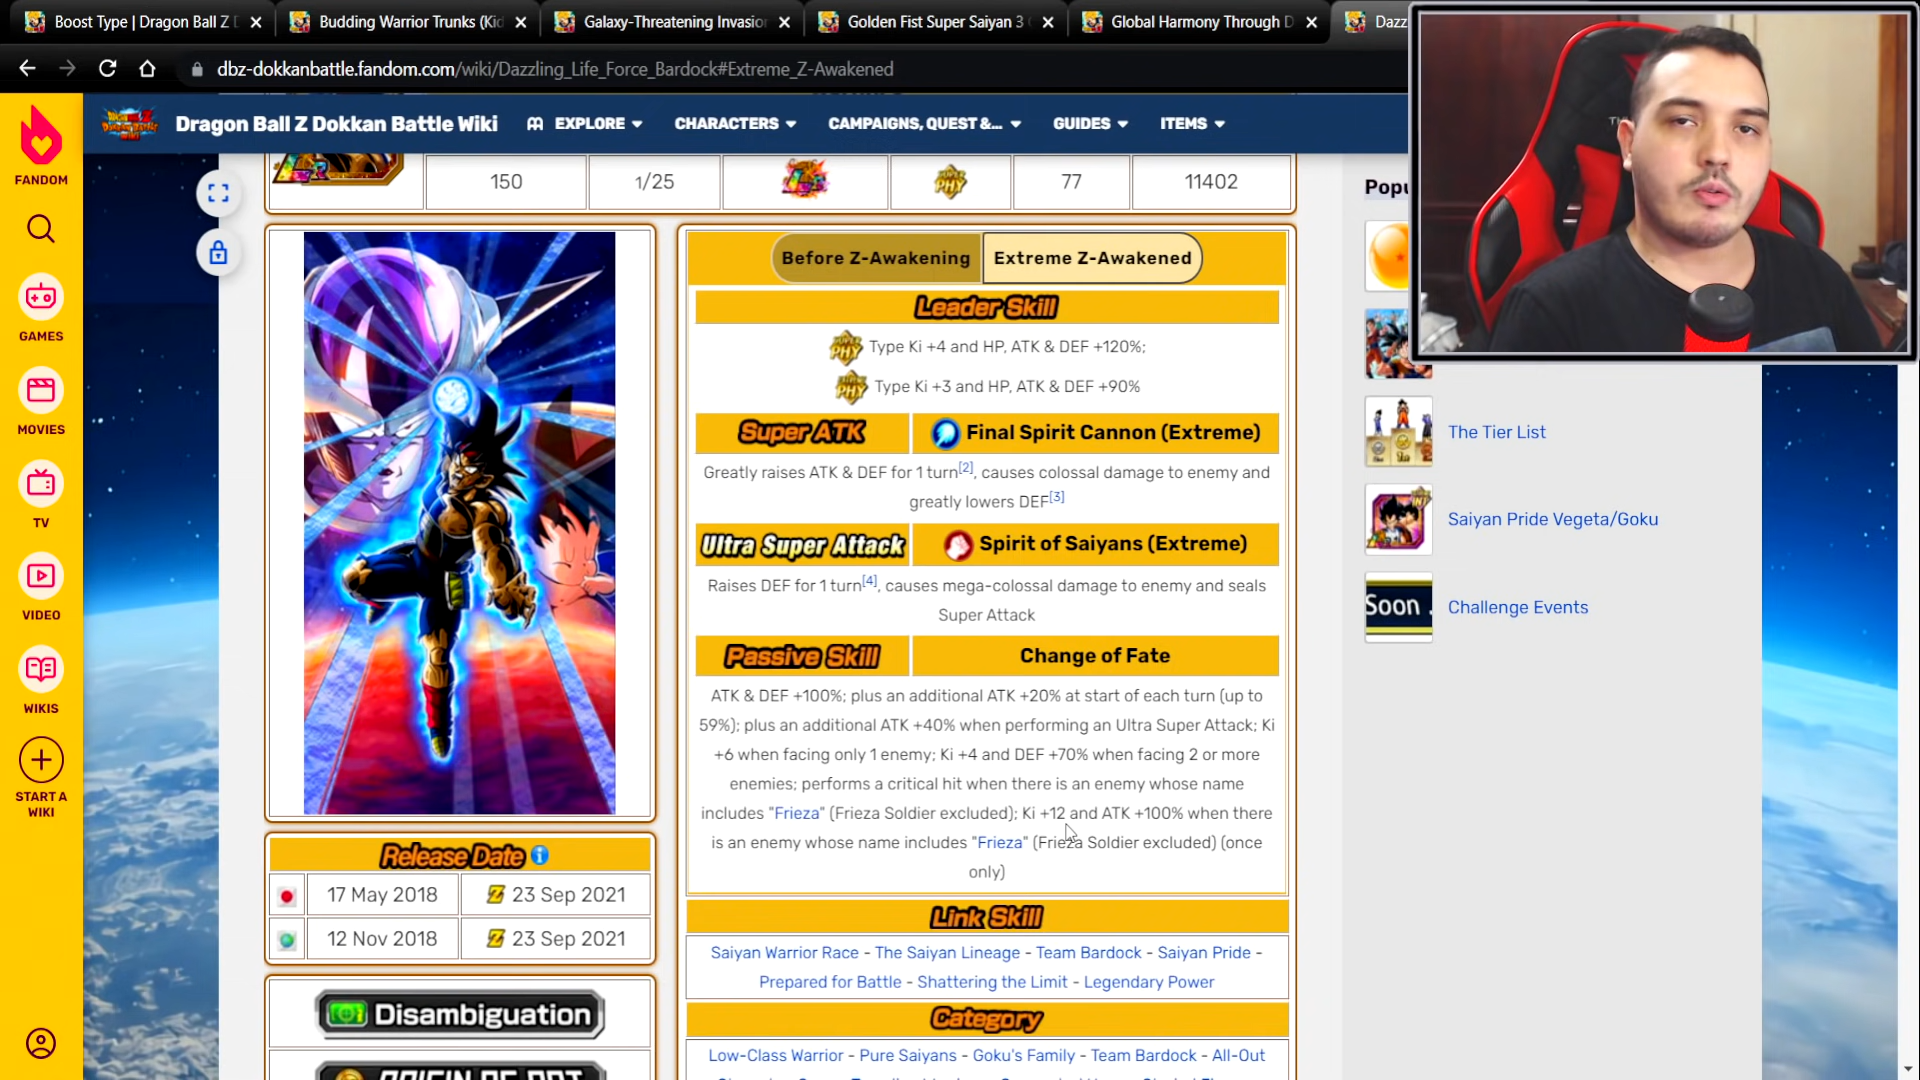 Boost Type | Dragon Ball Z D
Budding Warrior Trunks (Kid
Galaxy-Threatening Invasion
Golden Fist Super Saiyan 3
Global Harmony Through D
Dazz
dbz-dokkanbattle.fandom.com/wiki/Dazzling_Life_Force_Bardock#Extreme_Z-Awakened
FANDOM
GAMES
MOVIES
TV
VIDEO
WIKIS
START A
WIKI
Dragon Ball Z Dokkan Battle Wiki
EXPLORE
CHARACTERS
CAMPAIGNS, QUEST &...
GUIDES
ITEMS
150
1/25
PHY
77
11402
Before Z-Awakening
Extreme Z-Awakened
Leader Skill
SUPER PHY Type Ki +4 and HP, ATK & DEF +120%;
SUPER PHY Type Ki +3 and HP, ATK & DEF +90%
Super ATK
Final Spirit Cannon (Extreme)
Greatly raises ATK & DEF for 1 turn[2], causes colossal damage to enemy and
greatly lowers DEF[3]
Ultra Super Attack
Spirit of Saiyans (Extreme)
Raises DEF for 1 turn[4], causes mega-colossal damage to enemy and seals
Super Attack
Passive Skill
Change of Fate
ATK & DEF +100%; plus an additional ATK +20% at start of each turn (up to
59%); plus an additional ATK +40% when performing an Ultra Super Attack; Ki
+6 when facing only 1 enemy; Ki +4 and DEF +70% when facing 2 or more
enemies; performs a critical hit when there is an enemy whose name
includes "Frieza" (Frieza Soldier excluded); Ki +12 and ATK +100% when there
is an enemy whose name includes "Frieza" (Frieza Soldier excluded) (once
only)
Link Skill
Saiyan Warrior Race - The Saiyan Lineage - Team Bardock - Saiyan Pride -
Prepared for Battle - Shattering the Limit - Legendary Power
Category
Low-Class Warrior - Pure Saiyans - Goku's Family - Team Bardock - All-Out
Release Date
17 May 2018
23 Sep 2021
12 Nov 2018
23 Sep 2021
Disambiguation
Popu
The Tier List
Saiyan Pride Vegeta/Goku
Soon
Challenge Events